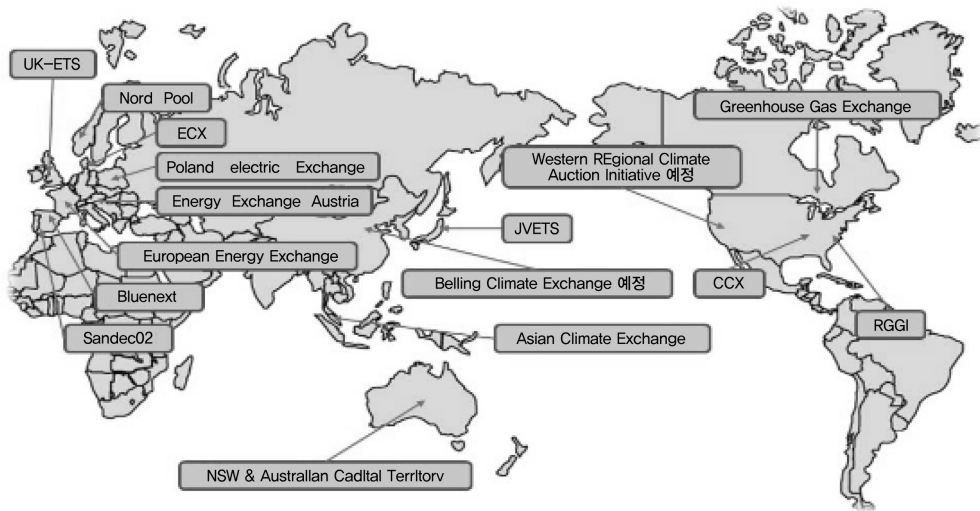 UK-ETS
Nord Pool
Greenhouse Gas Exchange
ECX
Poland electric Exchange
Western REgional Climate
Auction Initiative 예정
Energy Exchange Austria
JVETS
European Energy Exchange
Belling Climate Exchange 예정
CCX
Bluenext
RGGI
Sandec02
Asian Climate Exchange
NSW & Australlan Cadltal Terrltorv